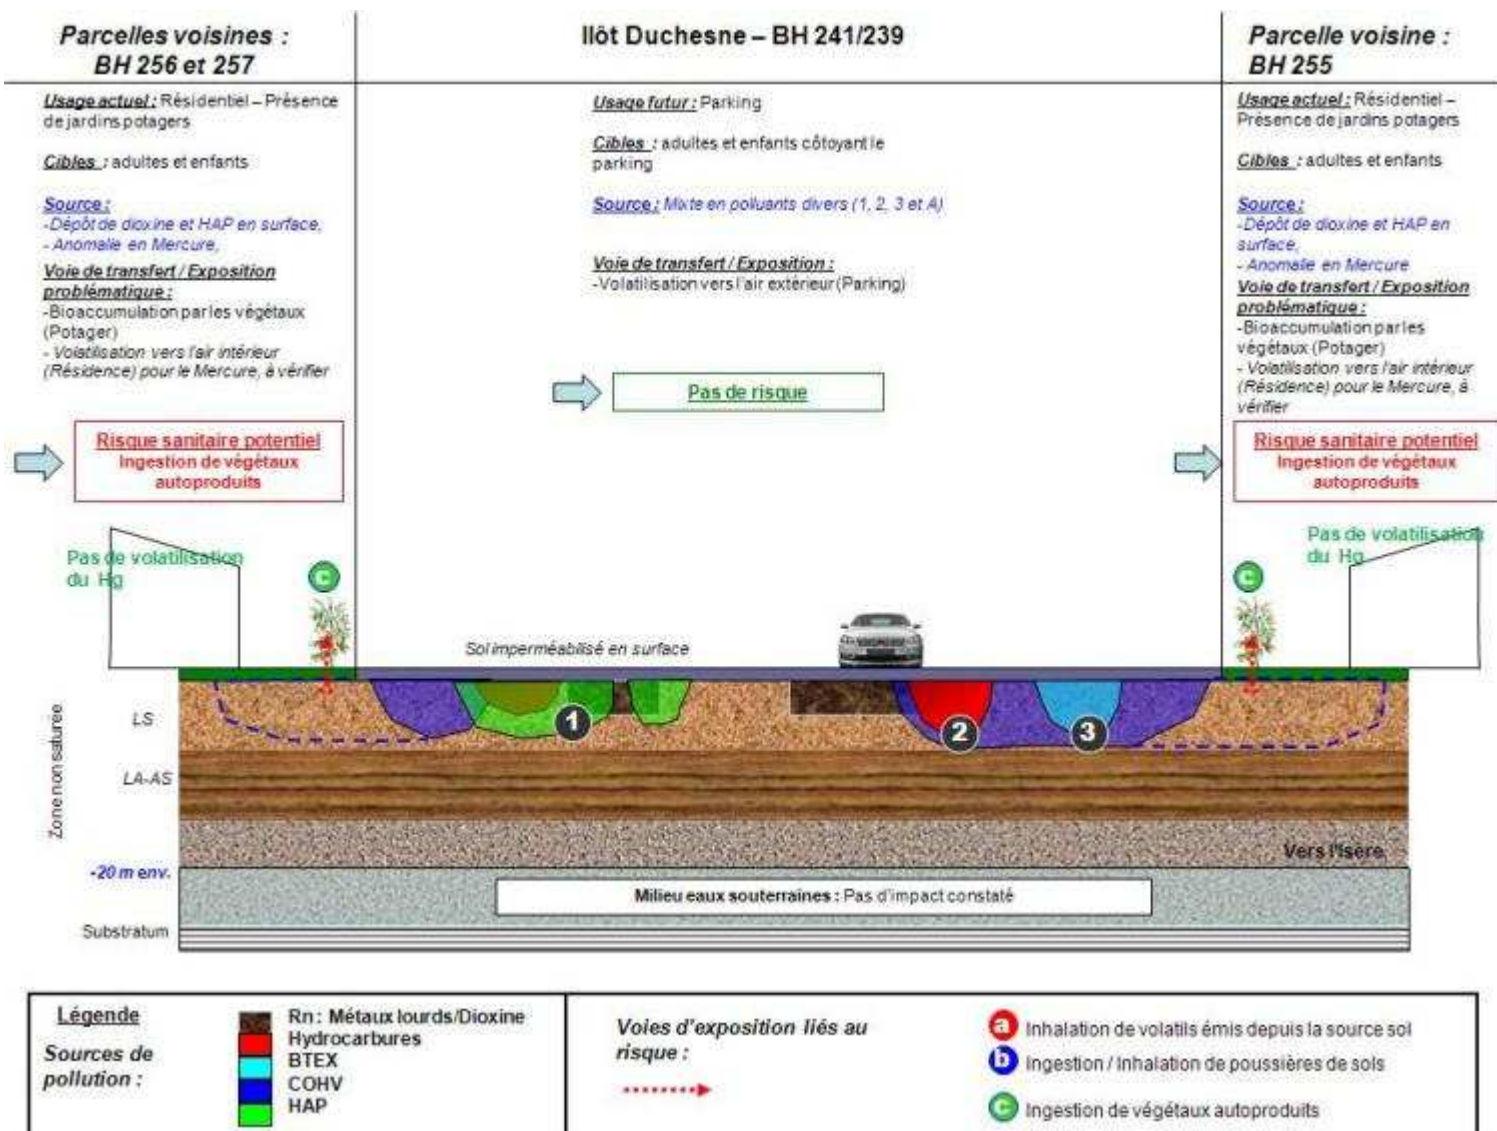 Parcelles voisines :
BH 256 et 257
Usage actuel : Résidentiel – Présence
de jardins potagers
Cibles : adultes et enfants
Source :
-Dépôt de dioxine et HAP en surface,
- Anomalie en Mercure,
Voie de transfert / Exposition
problématique :
-Bioaccumulation par les végétaux
(Potager)
- Volatilisation vers l'air intérieur
(Résidence) pour le Mercure, à vérifier
Risque sanitaire potentiel
Ingestion de végétaux
autoproduits
Pas de volatilisation
du Hg
c
Ilôt Duchesne – BH 241/239
Usage futur : Parking
Cibles : adultes et enfants côtoyant le
parking
Source : Mixte en polluants divers (1, 2, 3 et A)
Voie de transfert / Exposition :
-Volatilisation vers l'air extérieur (Parking)
Pas de risque
Sol imperméabilisé en surface
Parcelle voisine :
BH 255
Usage actuel : Résidentiel –
Présence de jardins potagers
Cibles : adultes et enfants
Source :
-Dépôt de dioxine et HAP en
surface,
- Anomalie en Mercure
Voie de transfert / Exposition
problématique :
-Bioaccumulation par les
végétaux (Potager)
- Volatilisation vers l'air intérieur
(Résidence) pour le Mercure, à
vérifier
Risque sanitaire potentiel
Ingestion de végétaux
autoproduits
Pas de volatilisation
du Hg
c
Zone non saturée
LS
1
2
3
LA-AS
Vers l'Isère
-20 m env.
Milieu eaux souterraines : Pas d'impact constaté
Substratum
Légende
Sources de
pollution :
Rn : Métaux lourds/Dioxine
Hydrocarbures
BTEX
COHV
HAP
Voies d'exposition liés au
risque :
a Inhalation de volatils émis depuis la source sol
b Ingestion / Inhalation de poussières de sols
c Ingestion de végétaux autoproduits